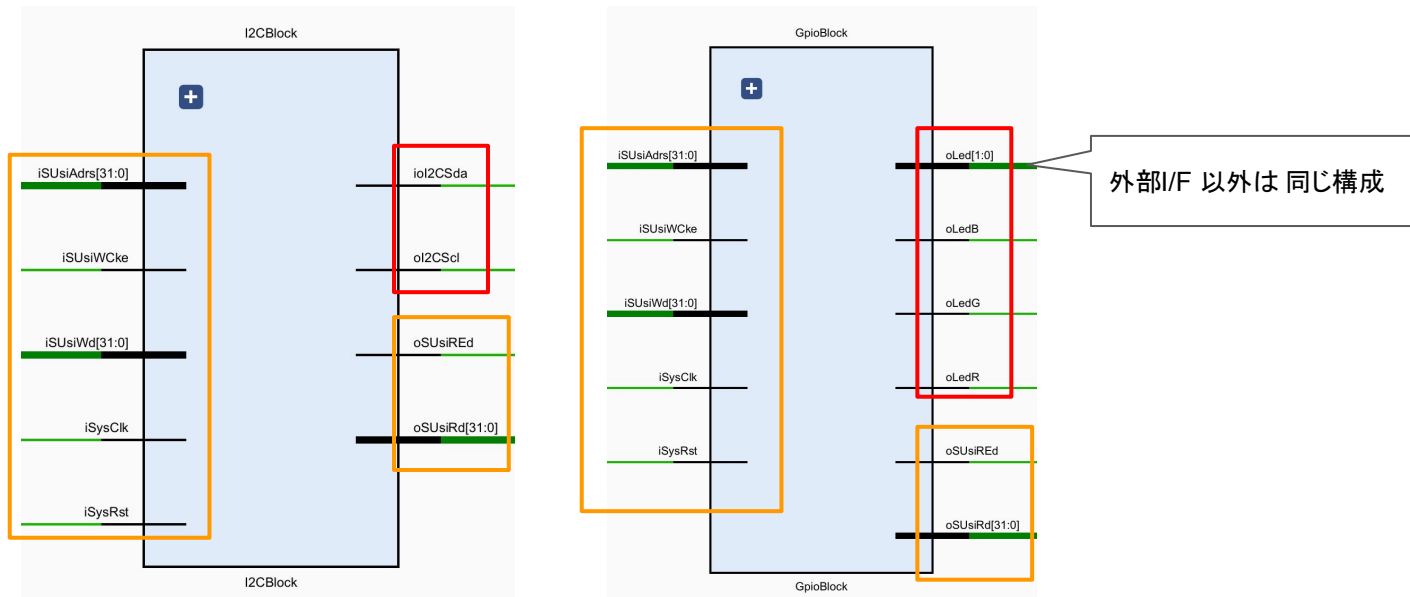 I2CBlock
iSUsiAdrs[31:0]
iSUsiWCke
iSUsiWd[31:0]
iSysClk
iSysRst
ioI2CSda
oI2CScl
oSUsiREd
oSUsiRd[31:0]
I2CBlock
GpioBlock
iSUsiAdrs[31:0]
iSUsiWCke
iSUsiWd[31:0]
iSysClk
iSysRst
oLed[1:0]
oLedB
oLedG
oLedR
oSUsiREd
oSUsiRd[31:0]
GpioBlock
外部I/F 以外は 同じ構成